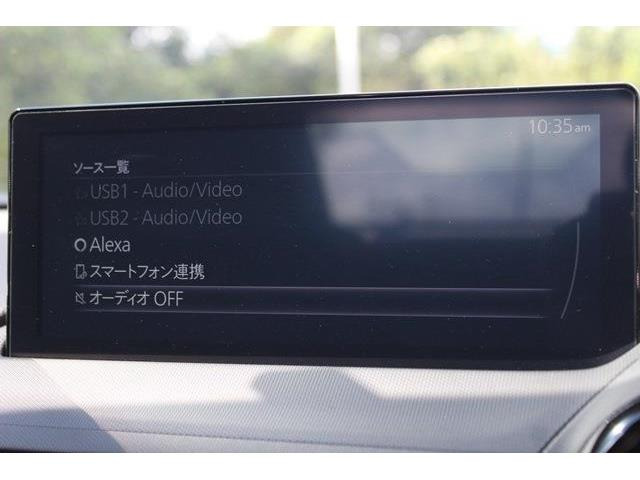 10:35am
ソース一覧
USB1 - Audio/Video
USB2 - Audio/Video
Alexa
スマートフォン連携
オーディオ OFF